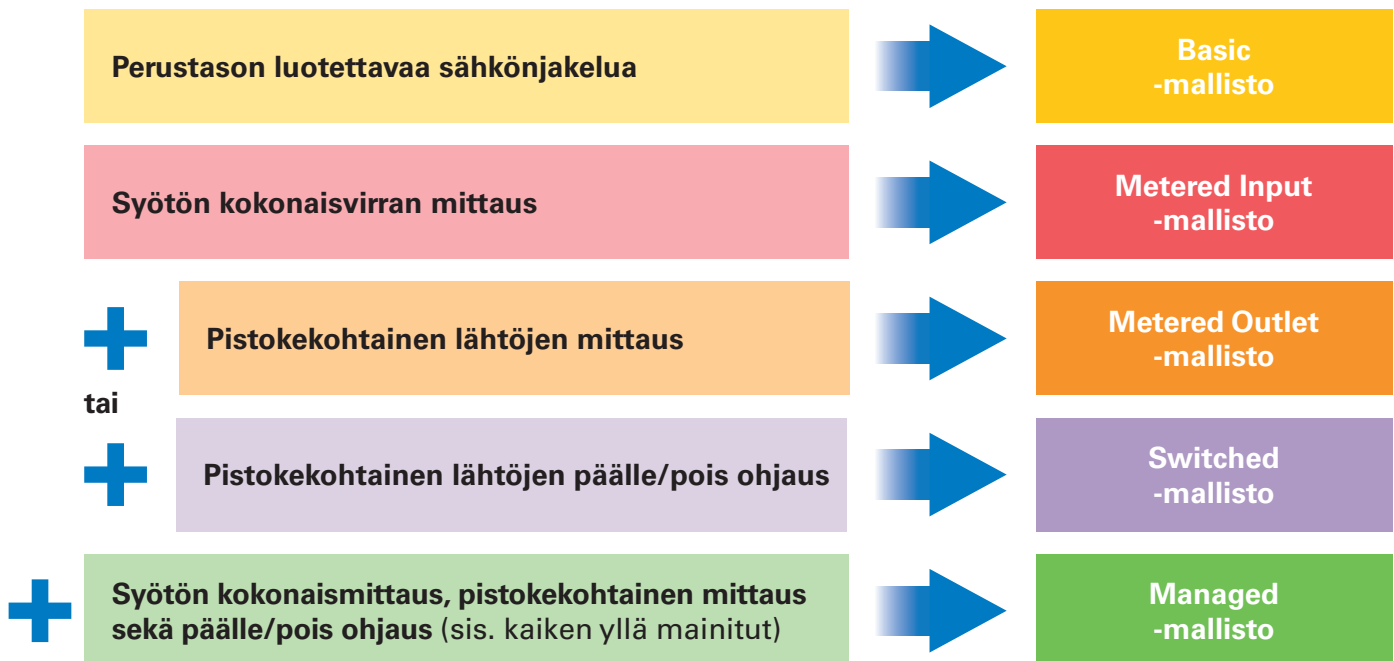 Perustason luotettavaa sähkönjakelua
Basic
-mallisto
Syötön kokonaisvirran mittaus
Metered Input
-mallisto
Pistokekohtainen lähtöjen mittaus
Metered Outlet
-mallisto
tai
Pistokekohtainen lähtöjen päälle/pois ohjaus
Switched
-mallisto
Syötön kokonaismittaus, pistokekohtainen mittaus
sekä päälle/pois ohjaus (sis. kaiken yllä mainitut)
Managed
-mallisto